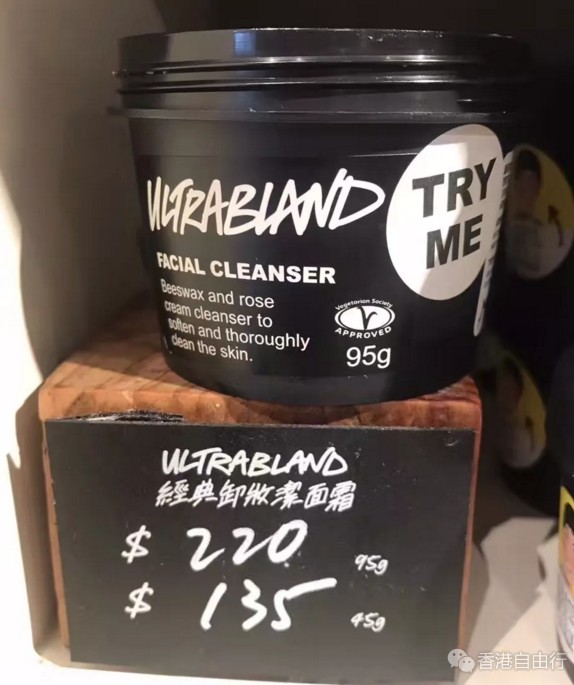 ULTRABLAND
TRY
ME
FACIAL CLEANSER
Beeswax and rose
cream cleanser to
soften and thoroughly
clean the skin.
Vegetarian Society
V
APPROVED
95g
ULTRABLAND
經典卸妝潔面霜
$ 220 95g
$ 135 45g
香港自由行